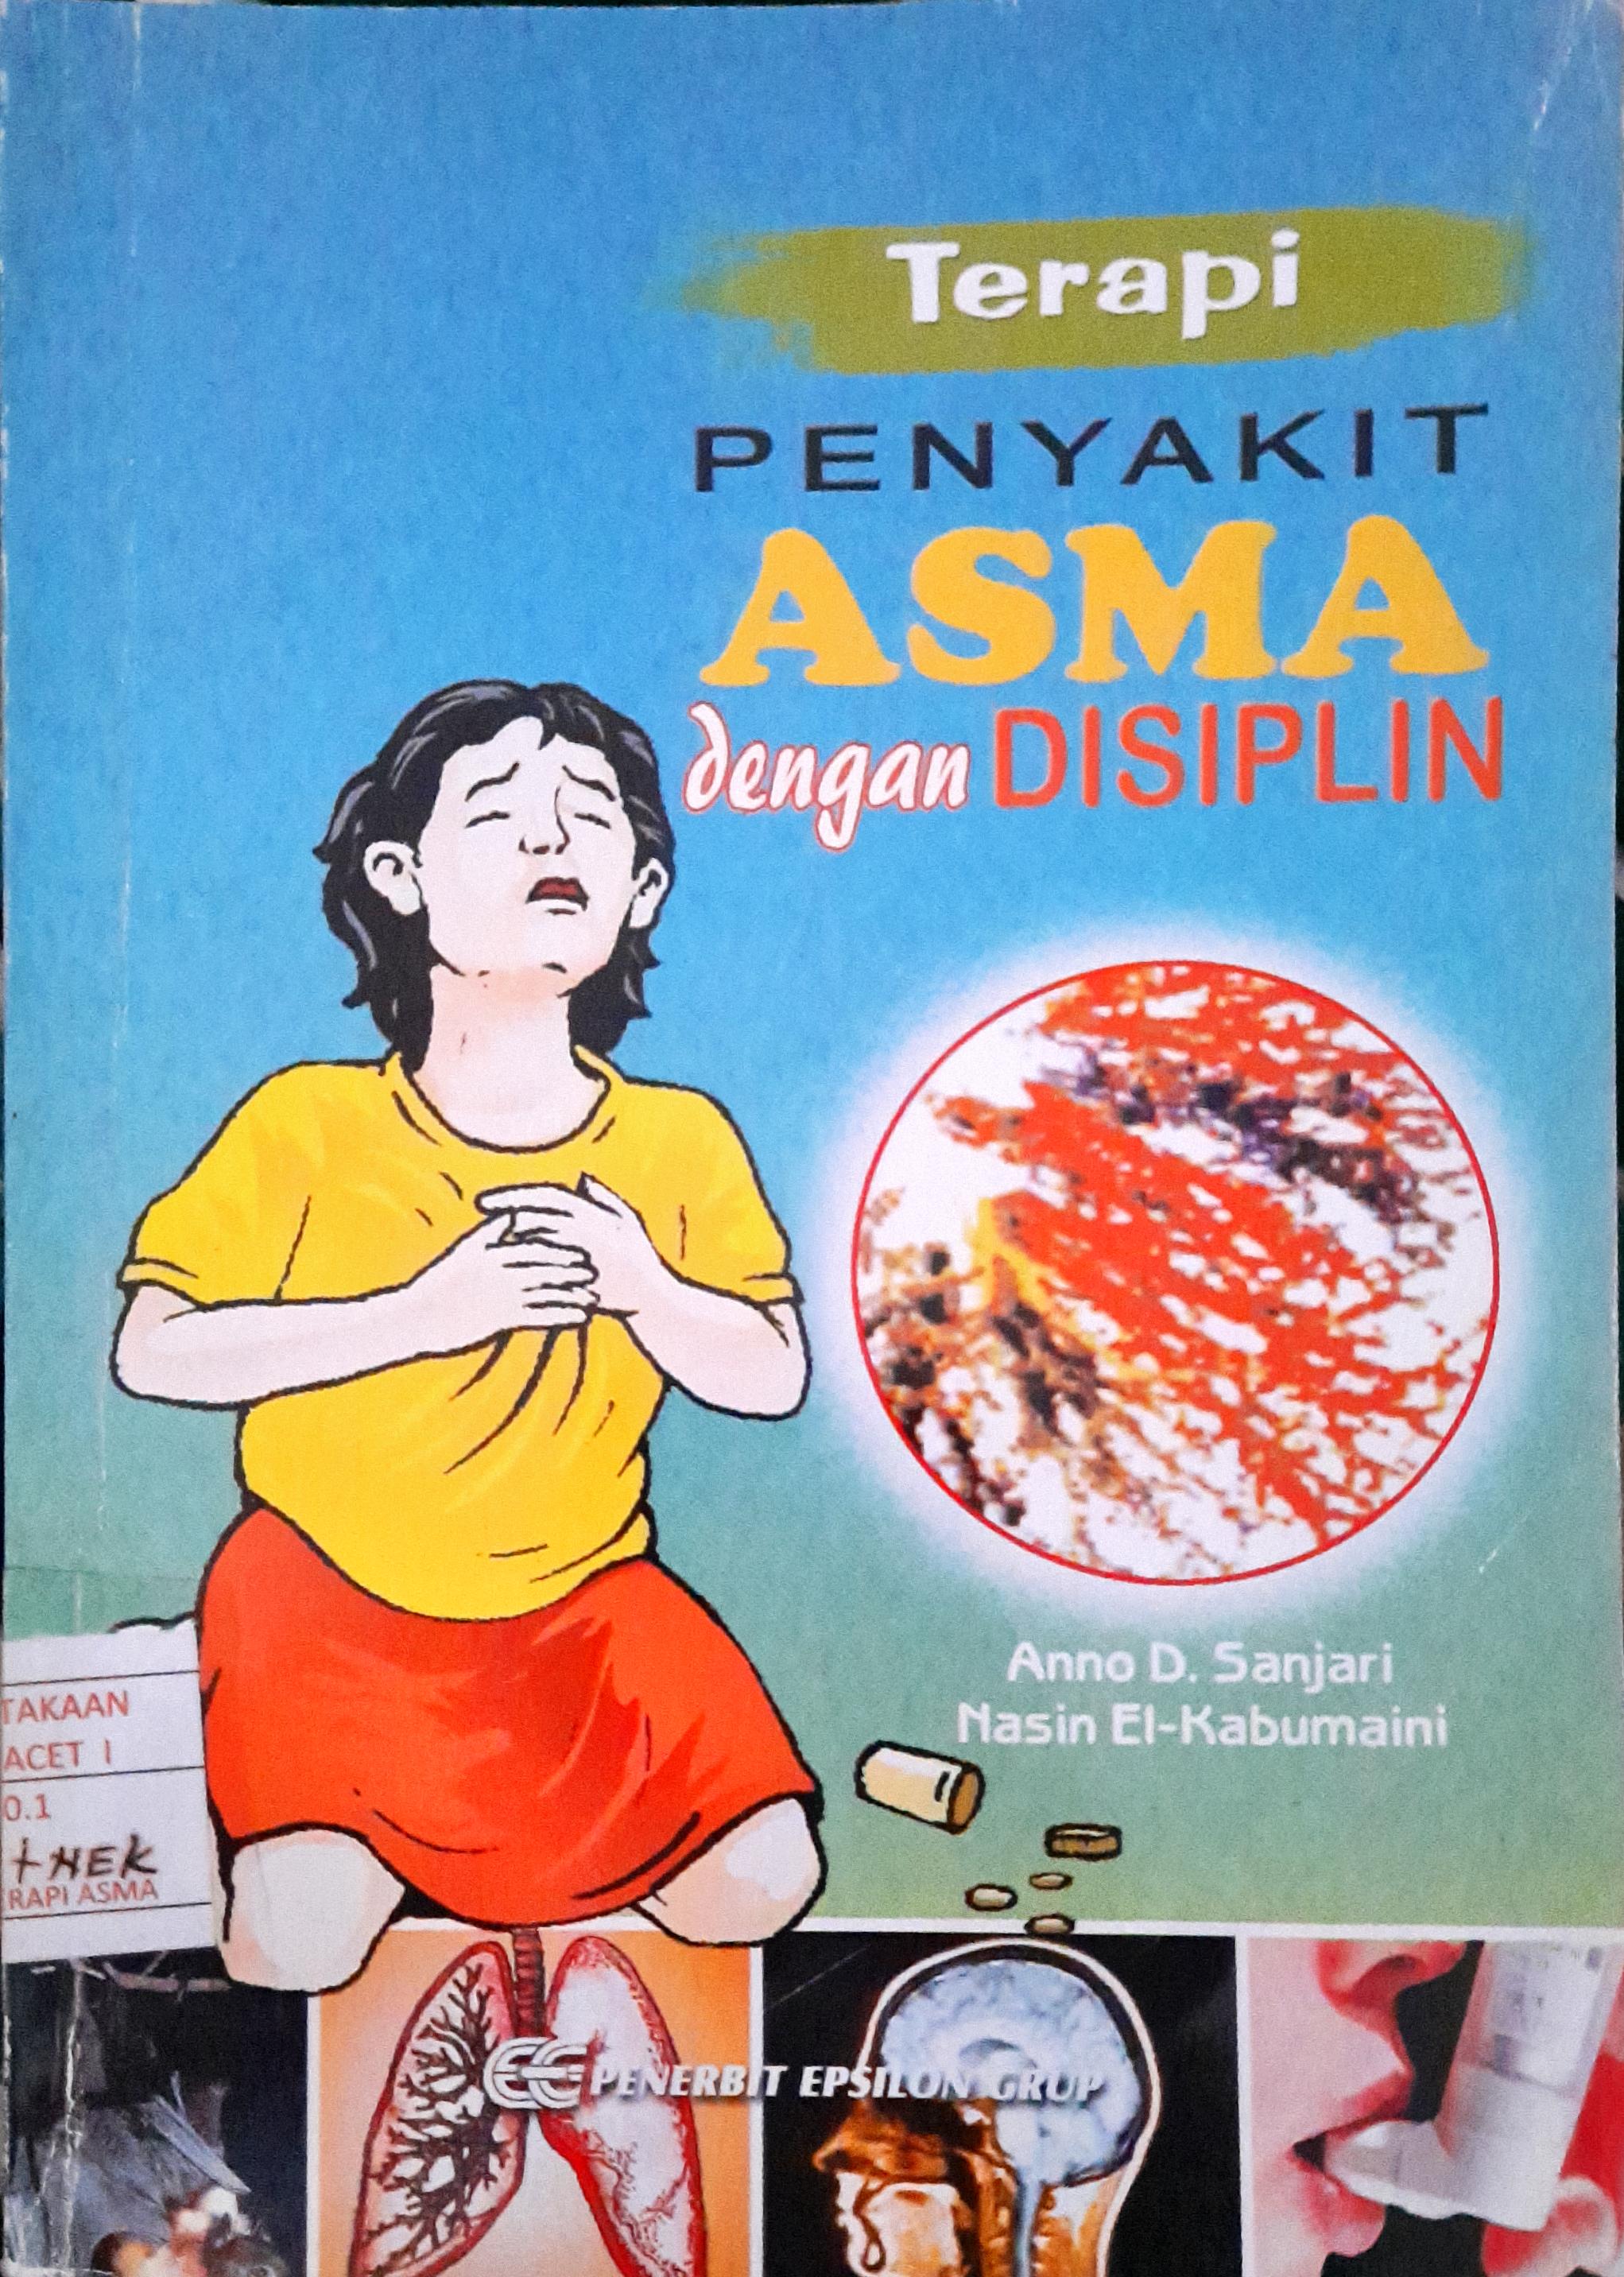 Terapi
PENYAKIT
ASMA
dengan DISIPLIN
Anno D. Sanjari
Nasin El-Kabumaini
TAKAAN
ACET I
0.1
+ HEK
RAPI ASMA
PENERBIT EPSILON GRUP